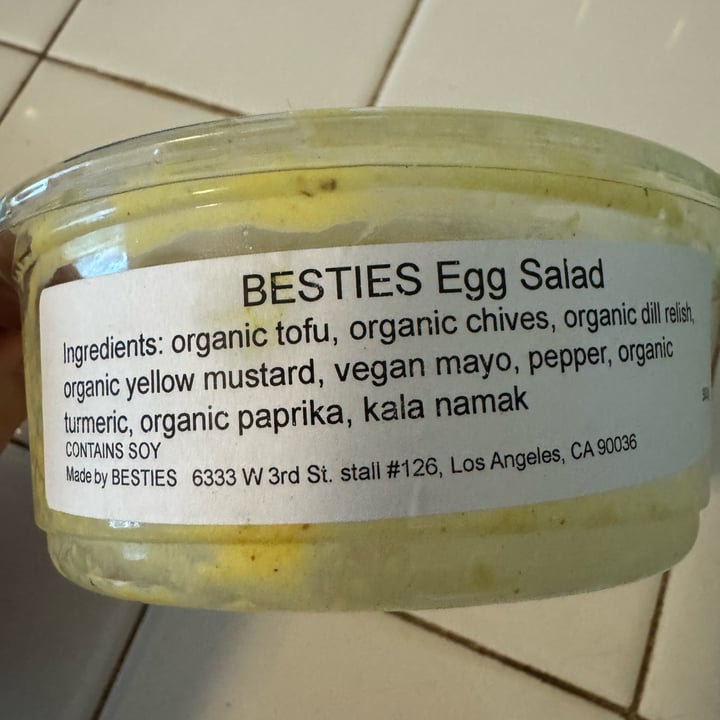 BESTIES Egg Salad
Ingredients: organic tofu, organic chives, organic dill relish,
organic yellow mustard, vegan mayo, pepper, organic
turmeric, organic paprika, kala namak
CONTAINS SOY
Made by BESTIES 6333 W 3rd St. stall #126, Los Angeles, CA 90036